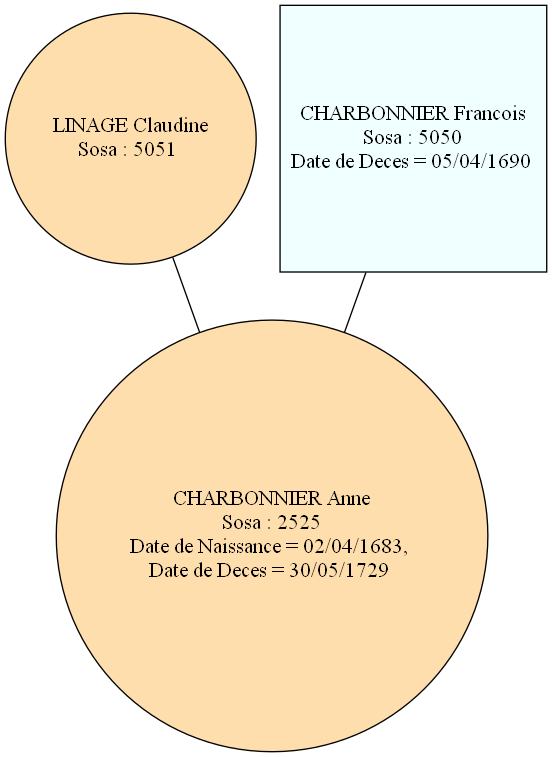 LINAGE Claudine
Sosa : 5051
CHARBONNIER Francois
Sosa : 5050
Date de Deces = 05/04/1690
CHARBONNIER Anne
Sosa : 2525
Date de Naissance = 02/04/1683,
Date de Deces = 30/05/1729